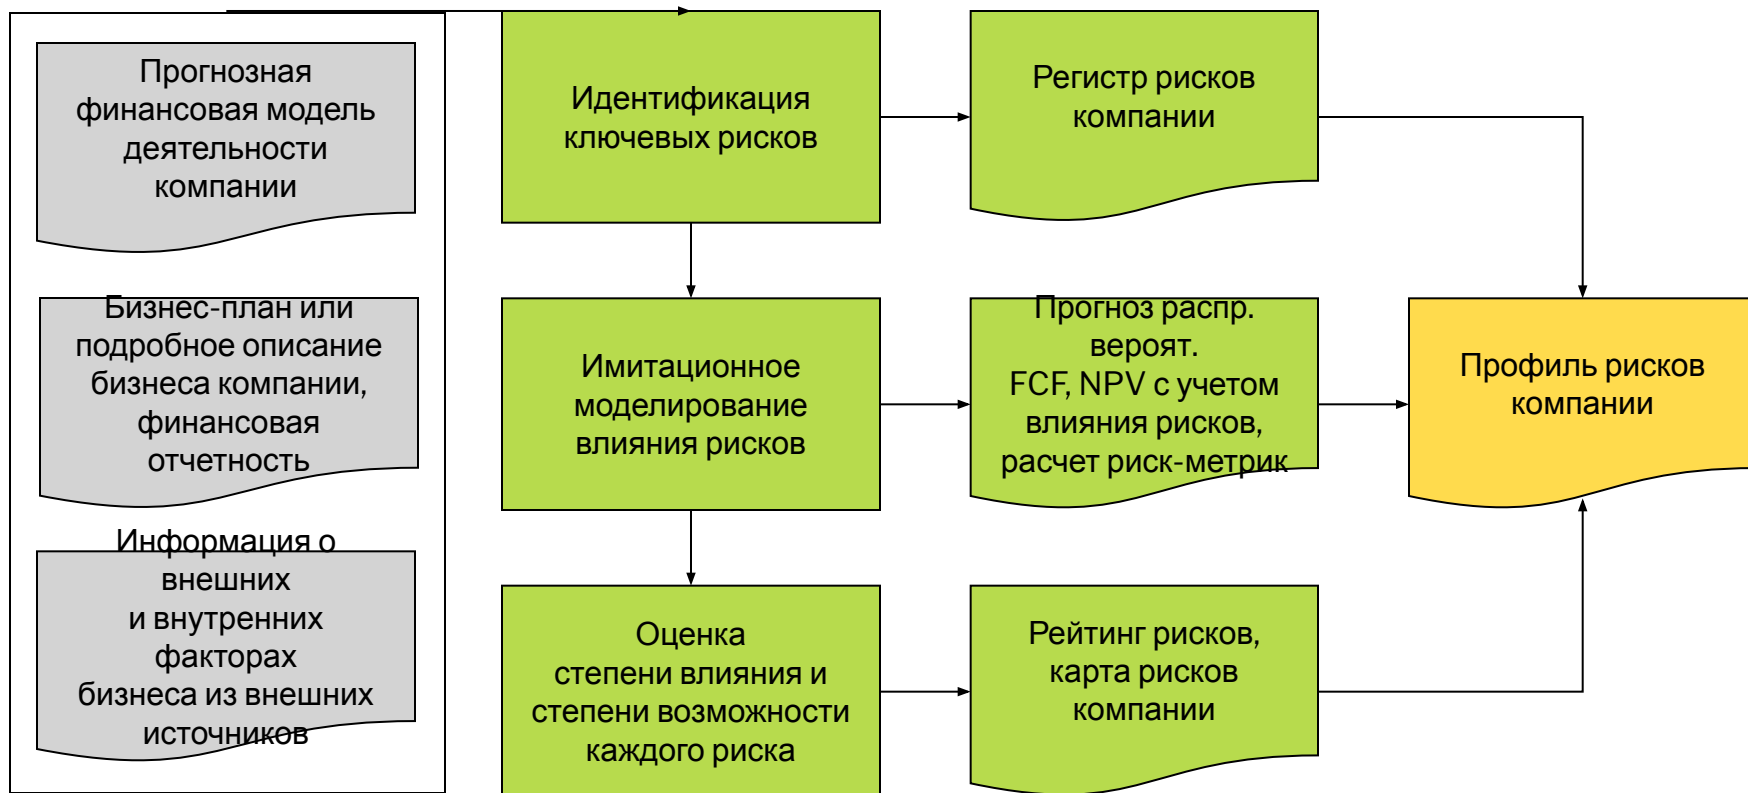 Прогнозная
финансовая модель
деятельности
компании
Бизнес-план или
подробное описание
бизнеса компании,
финансовая
отчетность
Информация о
внешних
и внутренних
факторах
бизнеса из внешних
источников
Идентификация
ключевых рисков
Имитационное
моделирование
влияния рисков
Оценка
степени влияния и
степени возможности
каждого риска
Регистр рисков
компании
Прогноз распр.
вероят.
FCF, NPV с учетом
влияния рисков,
расчет риск-метрик
Рейтинг рисков,
карта рисков
компании
Профиль рисков
компании